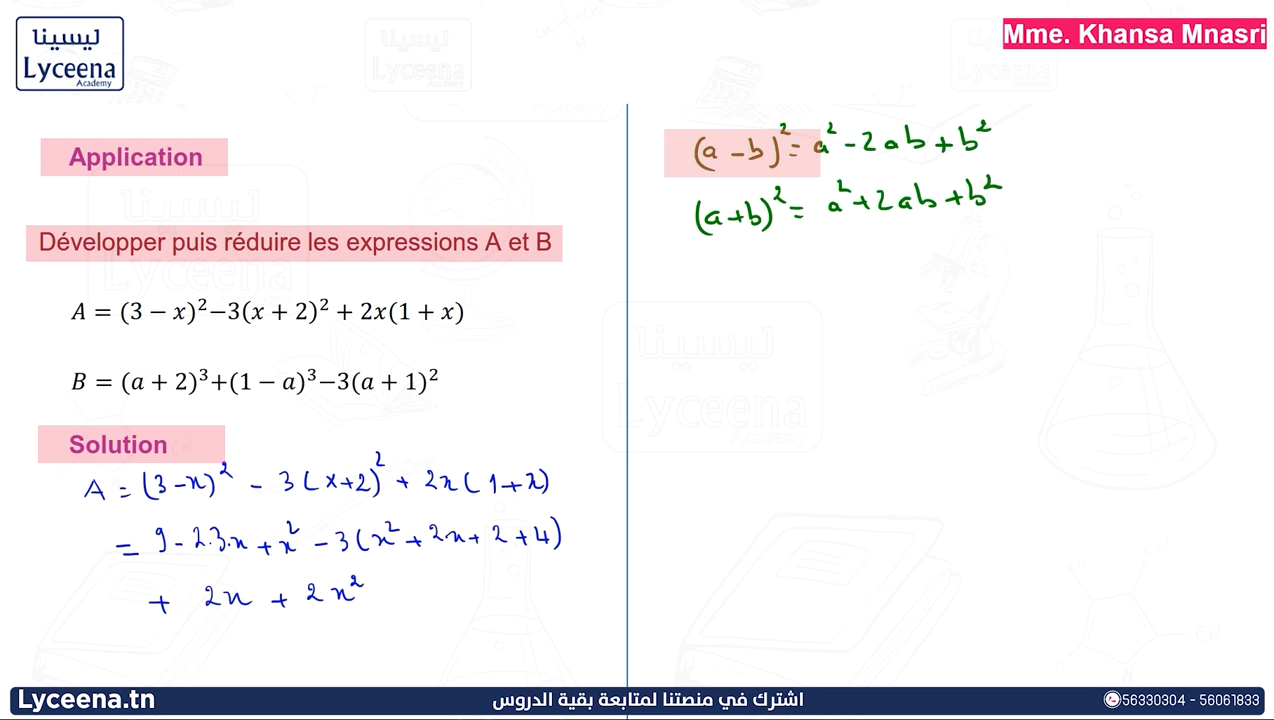 ليسينا
Lyceena
Academy
Mme. Khansa Mnasri
Application
Développer puis réduire les expressions A et B
A = (3 − x)²−3(x + 2)² + 2x(1 + x)
B = (a + 2)³+(1 − a)³−3(a + 1)²
Solution
A = (3-x)² - 3(x+2)² + 2x(1+x)
= 9-2.3.x+x² -3(x²+2x+2+4)
+ 2x + 2x²
(a-b)²= a²-2ab+b²
(a+b)²= a²+2ab+b²
Lyceena.tn
اشترك في منصتنا لمتابعة بقية الدروس
56330304 - 56061833